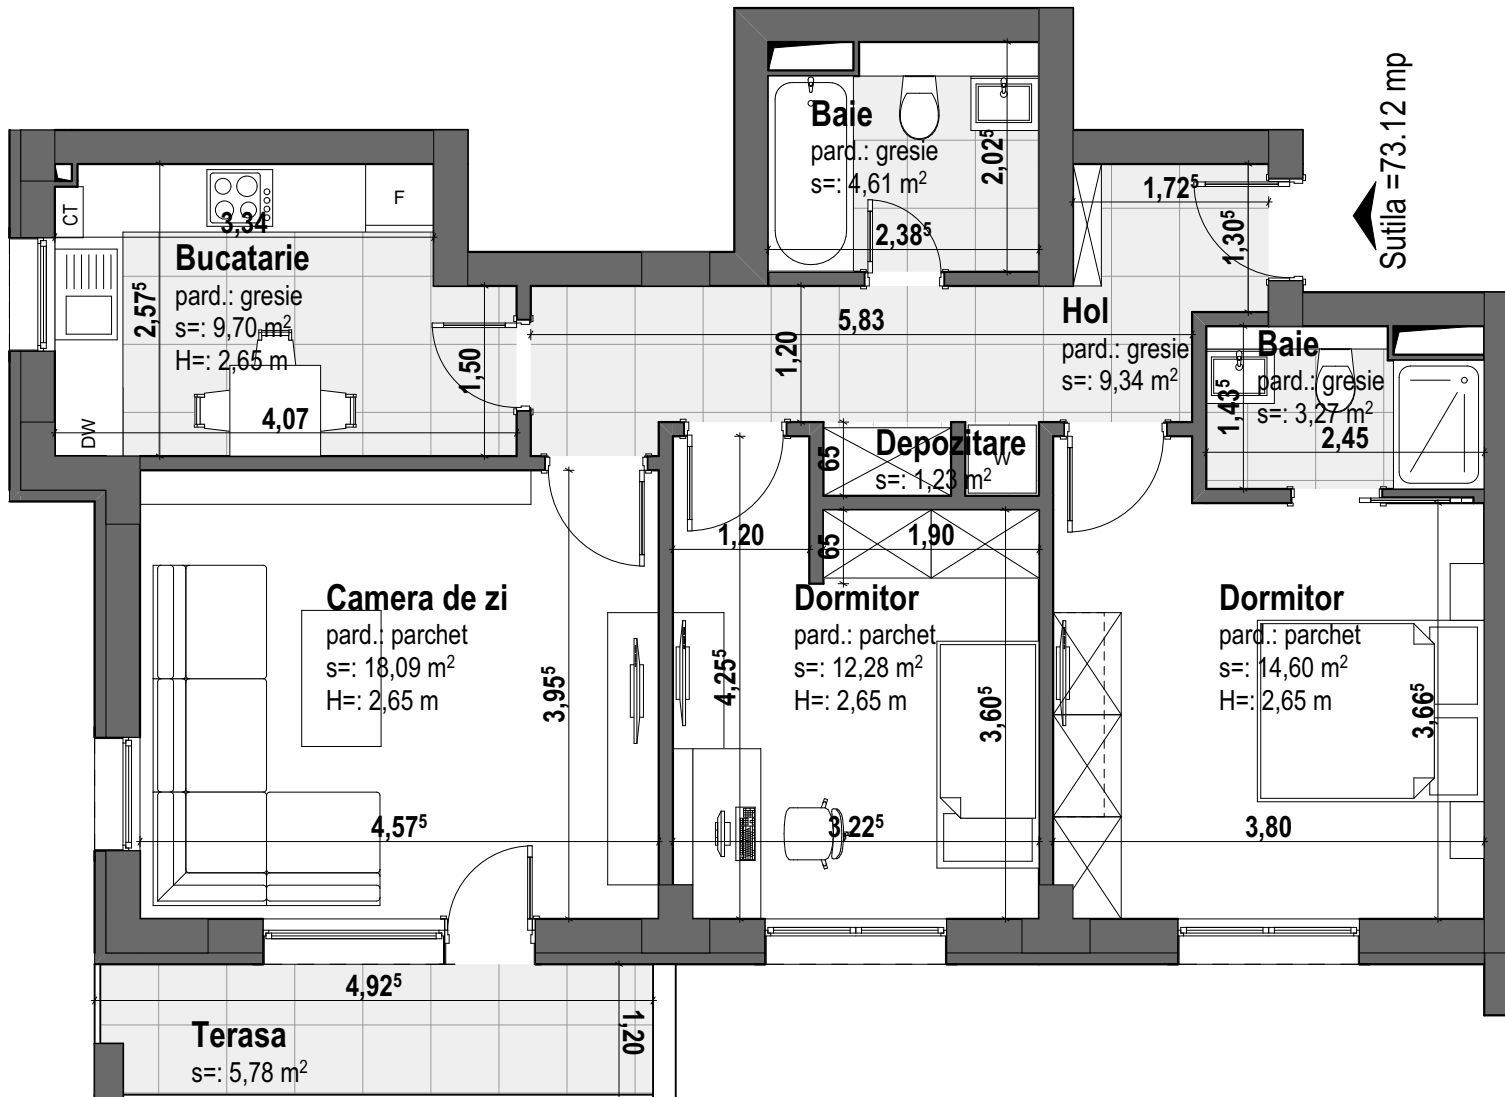 Baie
pard.: gresie
s=: 4,61 m²
2,02⁵
2,38⁵
1,72⁵
1,30⁵
Sutila =73.12 mp
CT
3,34
F
Bucatarie
pard.: gresie
s=: 9,70 m²
H=: 2,65 m
2,57⁵
1,50
4,07
DW
5,83
1,20
Hol
pard.: gresie
s=: 9,34 m²
Baie
pard.: gresie
s=: 3,27 m²
1,43⁵
2,45
Depozitare
s=: 1,23 m²
W
65
65
1,20
1,90
Camera de zi
pard.: parchet
s=: 18,09 m²
H=: 2,65 m
3,95⁵
4,57⁵
Dormitor
pard.: parchet
s=: 12,28 m²
H=: 2,65 m
4,25⁵
3,60⁵
3,22⁵
Dormitor
pard.: parchet
s=: 14,60 m²
H=: 2,65 m
3,66⁵
3,80
4,92⁵
1,20
Terasa
s=: 5,78 m²